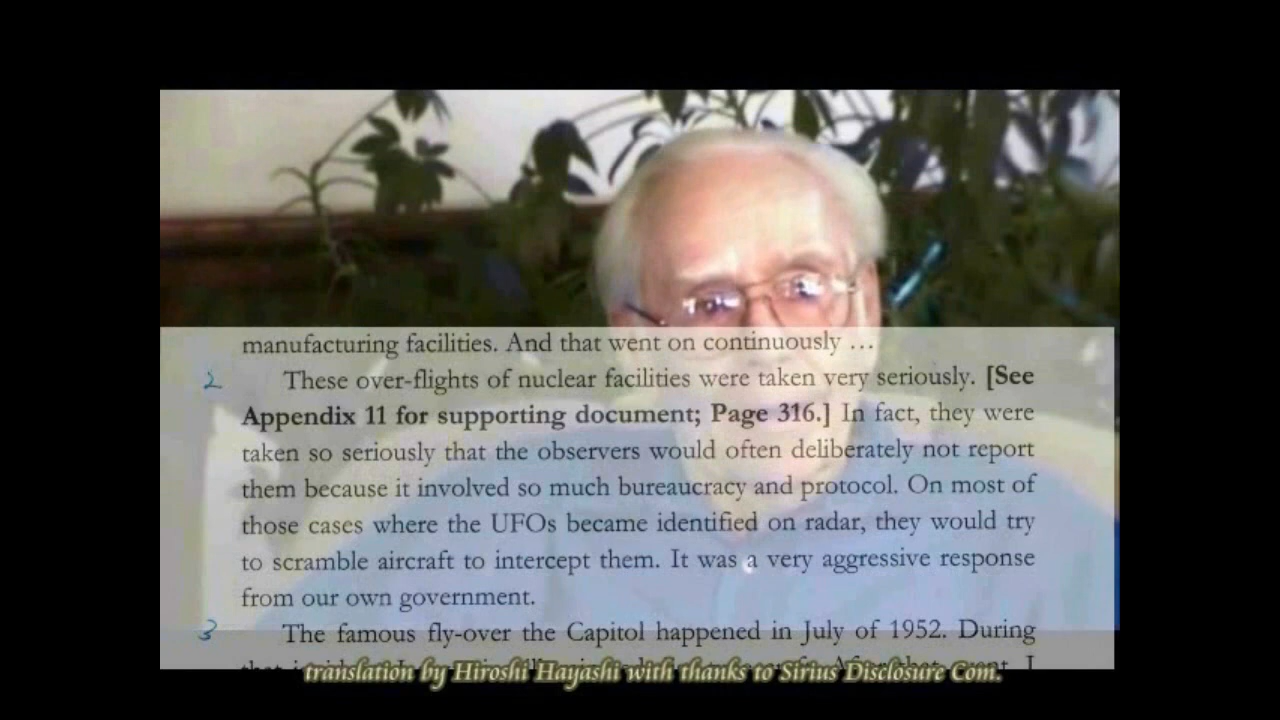 manufacturing facilities. And that went on continuously …
2 These over-flights of nuclear facilities were taken very seriously. [See
Appendix 11 for supporting document; Page 316.] In fact, they were
taken so seriously that the observers would often deliberately not report
them because it involved so much bureaucracy and protocol. On most of
those cases where the UFOs became identified on radar, they would try
to scramble aircraft to intercept them. It was a very aggressive response
from our own government.
3 The famous fly-over the Capitol happened in July of 1952. During
translation by Hiroshi Hayashi with thanks to Sirius Disclosure Com.